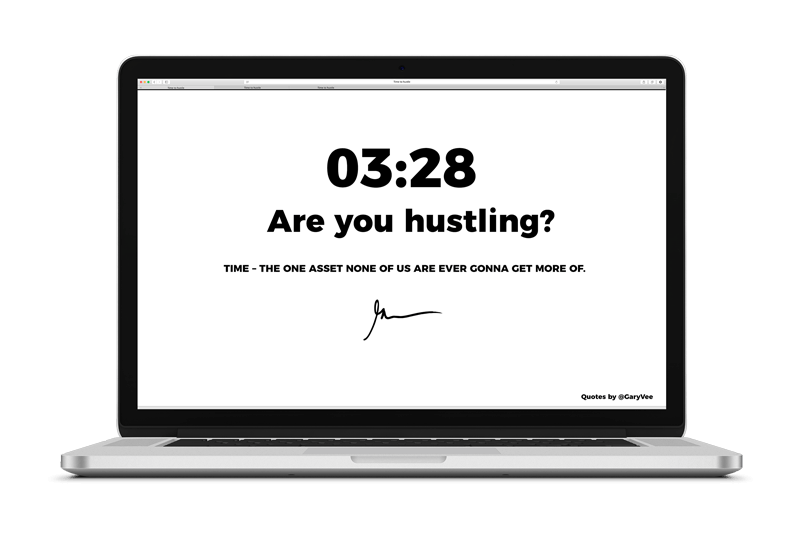 03:28
Are you hustling?
TIME – THE ONE ASSET NONE OF US ARE EVER GONNA GET MORE OF.
Quotes by @GaryVee